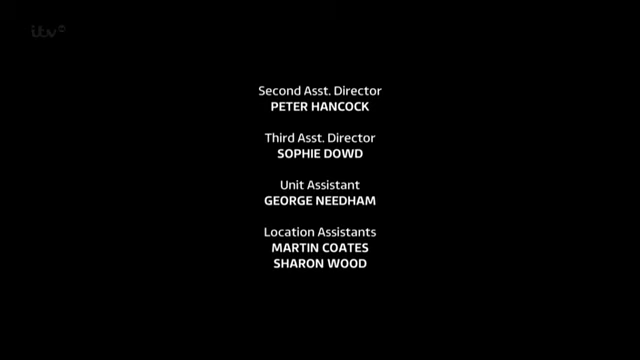 itv
Second Asst. Director
PETER HANCOCK
Third Asst. Director
SOPHIE DOWD
Unit Assistant
GEORGE NEEDHAM
Location Assistants
MARTIN COATES
SHARON WOOD